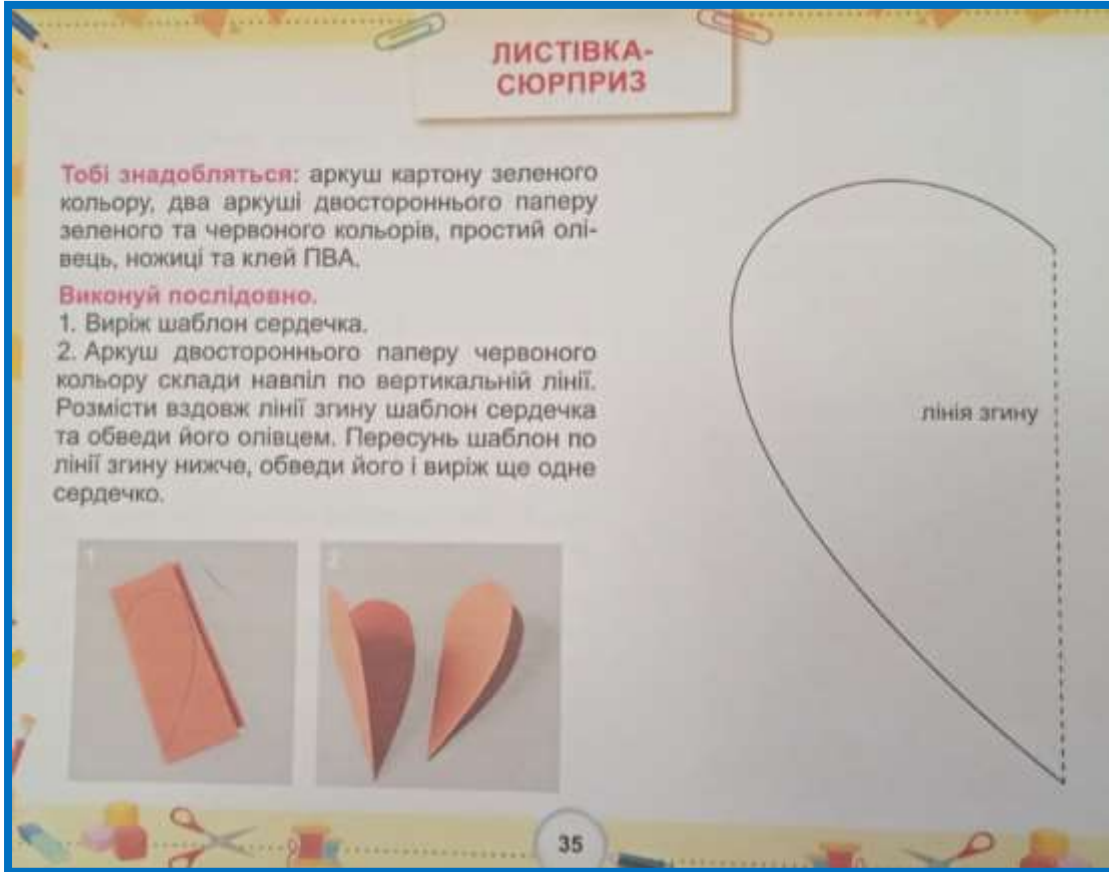 ЛИСТІВКА-
СЮРПРИЗ
Тобі знадобляться: аркуш картону зеленого
кольору, два аркуші двостороннього паперу
зеленого та червоного кольорів, простий олі-
вець, ножиці та клей ПВА.
Виконуй послідовно.
1. Виріж шаблон сердечка.
2. Аркуш двостороннього паперу червоного
кольору склади навпіл по вертикальній лінії.
Розмісти вздовж лінії згину шаблон сердечка
та обведи його олівцем. Пересунь шаблон по
лінії згину нижче, обведи його і виріж ще одне
сердечко.
лінія згину
1
2
35